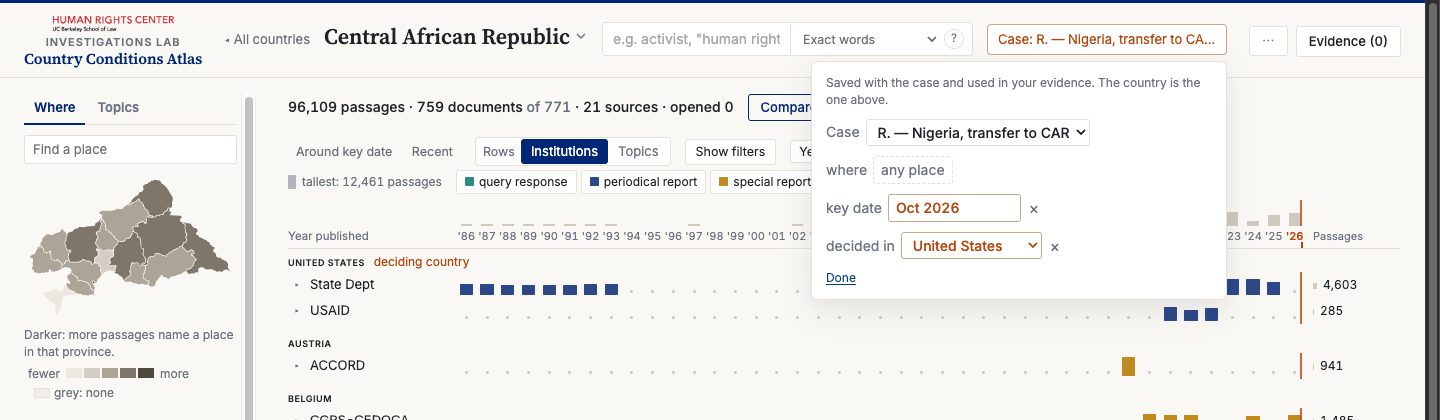 HUMAN RIGHTS CENTER
UC Berkeley School of Law
INVESTIGATIONS LAB
Country Conditions Atlas
◂ All countries
Central African Republic
e.g. activist, "human right
Exact words
?
Case: R. — Nigeria, transfer to CA...
...
Evidence (0)
Where
Topics
Find a place
Darker: more passages name a place
in that province.
fewer
more
grey: none
96,109 passages · 759 documents of 771 · 21 sources · opened 0
Compar
Around key date
Recent
Rows
Institutions
Topics
Show filters
Ye
tallest: 12,461 passages
query response
periodical report
special report
Saved with the case and used in your evidence. The country is the
one above.
Case
R. — Nigeria, transfer to CAR
where
any place
key date
Oct 2026
×
decided in
United States
×
Done
Year published
'86 '87 '88 '89 '90 '91 '92 '93 '94 '95 '96 '97 '98 '99 '00 '01 '02
23 '24 '25 '26
Passages
UNITED STATES deciding country
State Dept
4,603
USAID
285
AUSTRIA
ACCORD
941
BELGIUM
CGRS-CEDOCA
1,485